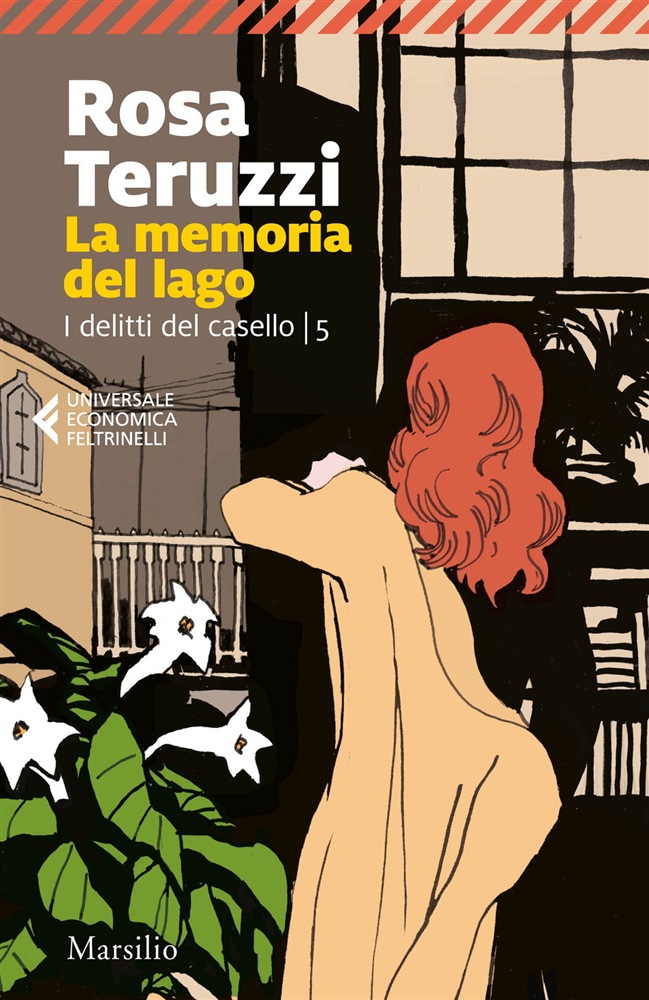 Rosa
Teruzzi
La memoria
del lago
I delitti del casello | 5
UNIVERSALE
ECONOMICA
FELTRINELLI
Marsilio